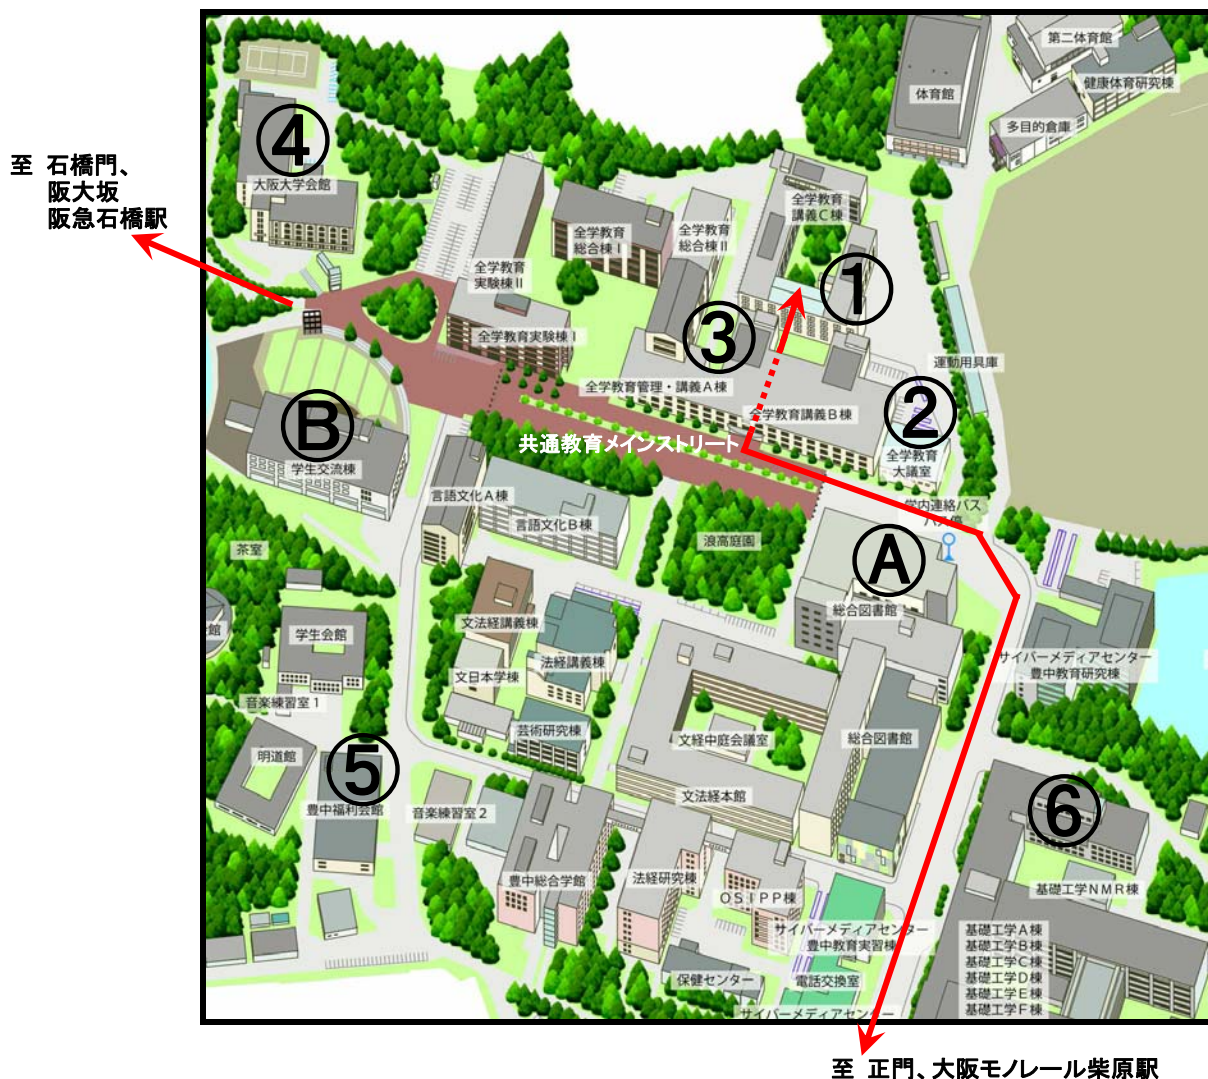 第二体育館
健康体育研究棟
体育館
多目的倉庫
④
大阪大学会館
至 石橋門、
阪大坂
阪急石橋駅
全学教育
講義C棟
全学教育
総合棟Ⅰ
全学教育
総合棟Ⅱ
全学教育
実験棟Ⅱ
①
③
全学教育実験棟Ⅰ
運動用具庫
全学教育管理・講義A棟
②
全学教育講義B棟
Ⓑ
共通教育メインストリート
全学教育
大議室
学生交流棟
言語文化A棟
学内連絡バス
バス停
言語文化B棟
浪高庭園
茶室
Ⓐ
総合図書館
文法経講義棟
館
学生会館
サイバーメディアセンター
豊中教育研究棟
法経講義棟
文日本学棟
音楽練習室1
芸術研究棟
文経中庭会議室
総合図書館
明道館
⑤
文法経本館
豊中福利会館
音楽練習室2
⑥
豊中総合学館
法経研究棟
OSIPP棟
基礎工学NMR棟
サイバーメディアセンター
豊中教育実習棟
基礎工学A棟
基礎工学B棟
基礎工学C棟
基礎工学D棟
基礎工学E棟
基礎工学F棟
保健センター
電話交換室
サイバーメディアセンター
至 正門、大阪モノレール柴原駅